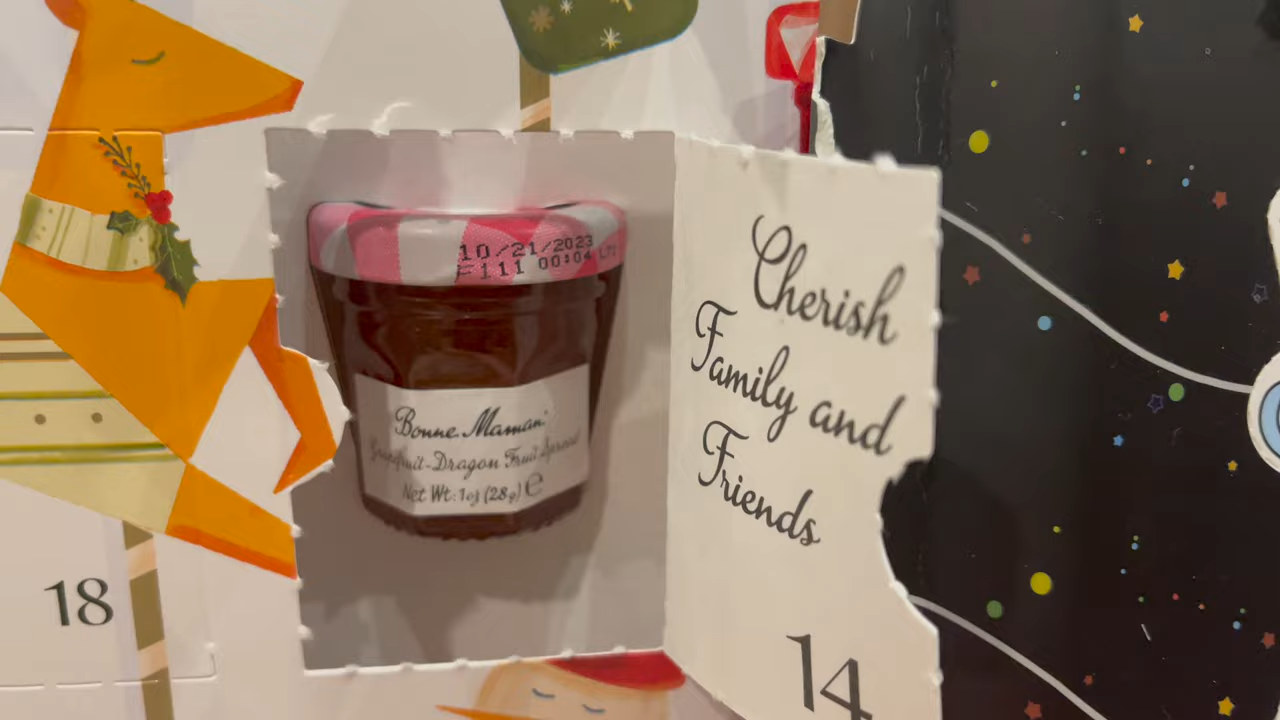 10/21/2023
F111 00:04
Bonne Maman
Grapefruit-Dragon Fruit Spread
Net Wt: 1oz (28g) e
Cherish
Family and
Friends
18
14